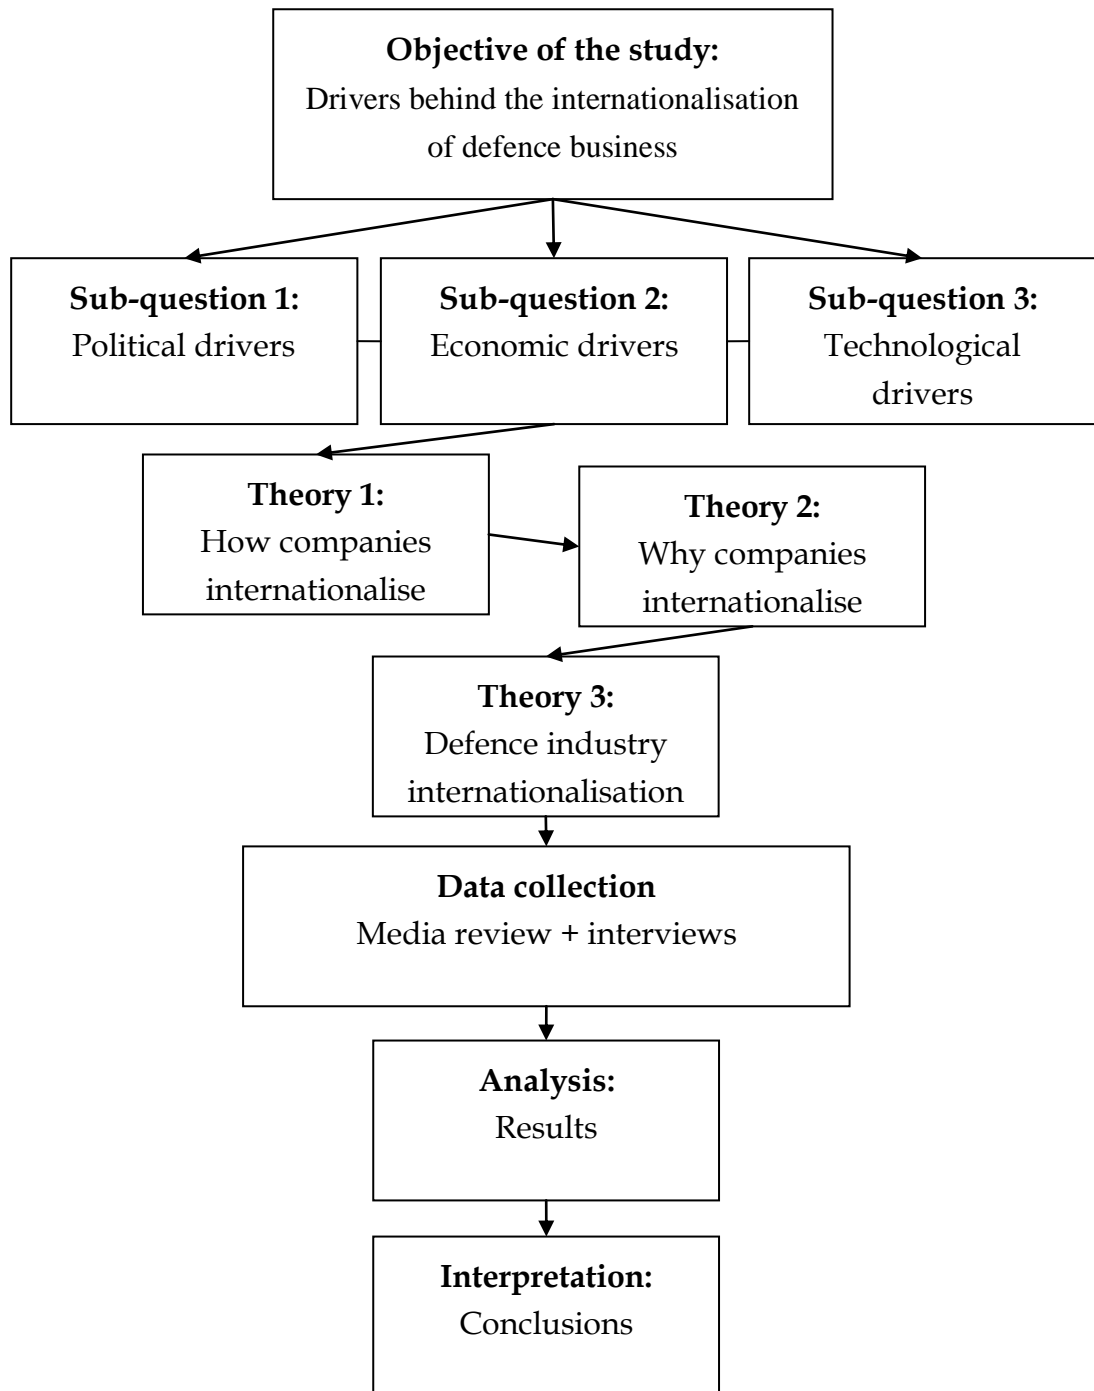 Objective of the study:
Drivers behind the internationalisation
of defence business
Sub-question 1:
Political drivers
Sub-question 2:
Economic drivers
Sub-question 3:
Technological
drivers
Theory 1:
How companies
internationalise
Theory 2:
Why companies
internationalise
Theory 3:
Defence industry
internationalisation
Data collection
Media review + interviews
Analysis:
Results
Interpretation:
Conclusions